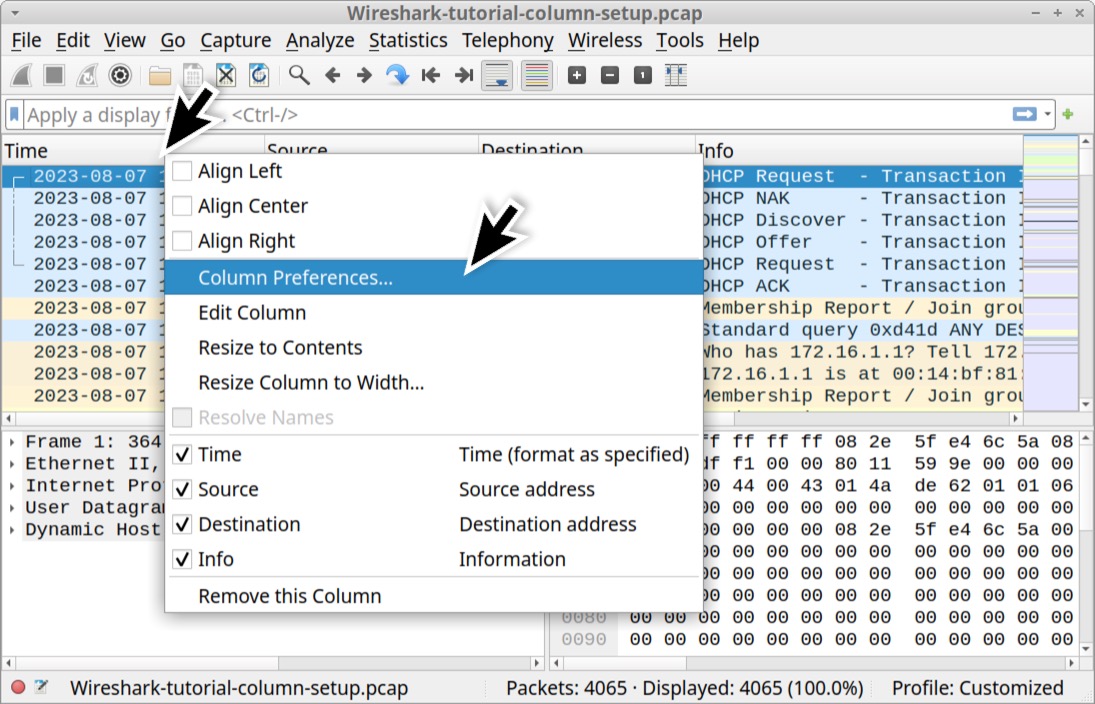 Wireshark-tutorial-column-setup.pcap
File Edit View Go Capture Analyze Statistics Telephony Wireless Tools Help
Apply a display <Ctrl-/>
Time Source Destination Info
2023-08-07 DHCP Request - Transaction
2023-08-07 DHCP NAK - Transaction
2023-08-07 DHCP Discover - Transaction
2023-08-07 DHCP Offer - Transaction
2023-08-07 DHCP Request - Transaction
2023-08-07 DHCP ACK - Transaction
2023-08-07 Membership Report / Join grou
2023-08-07 Standard query 0xd41d ANY DES
2023-08-07 Who has 172.16.1.1? Tell 172.
2023-08-07 172.16.1.1 is at 00:14:bf:81:
2023-08-07 Membership Report / Join grou
Align Left
Align Center
Align Right
Column Preferences...
Edit Column
Resize to Contents
Resize Column to Width...
Resolve Names
Time Time (format as specified)
Source Source address
Destination Destination address
Info Information
Remove this Column
Frame 1: 364
Ethernet II,
Internet Pro
User Datagra
Dynamic Host
ff ff ff ff 08 2e 5f e4 6c 5a 08
df f1 00 00 80 11 59 9e 00 00 00
00 44 00 43 01 4a de 62 01 01 06
00 00 00 00 00 00 00 00 00 00 00
00 00 00 00 08 2e 5f e4 6c 5a 00
00 00 00 00 00 00 00 00 00 00 00
00 00 00 00 00 00 00 00 00 00 00
00 00 00 00 00 00 00 00 00 00 00
0080 00 00 00 00 00 00 00 00 00 00 00 00 00
0090 00 00 00 00 00 00 00 00 00 00 00 00 00
Wireshark-tutorial-column-setup.pcap Packets: 4065 · Displayed: 4065 (100.0%) Profile: Customized